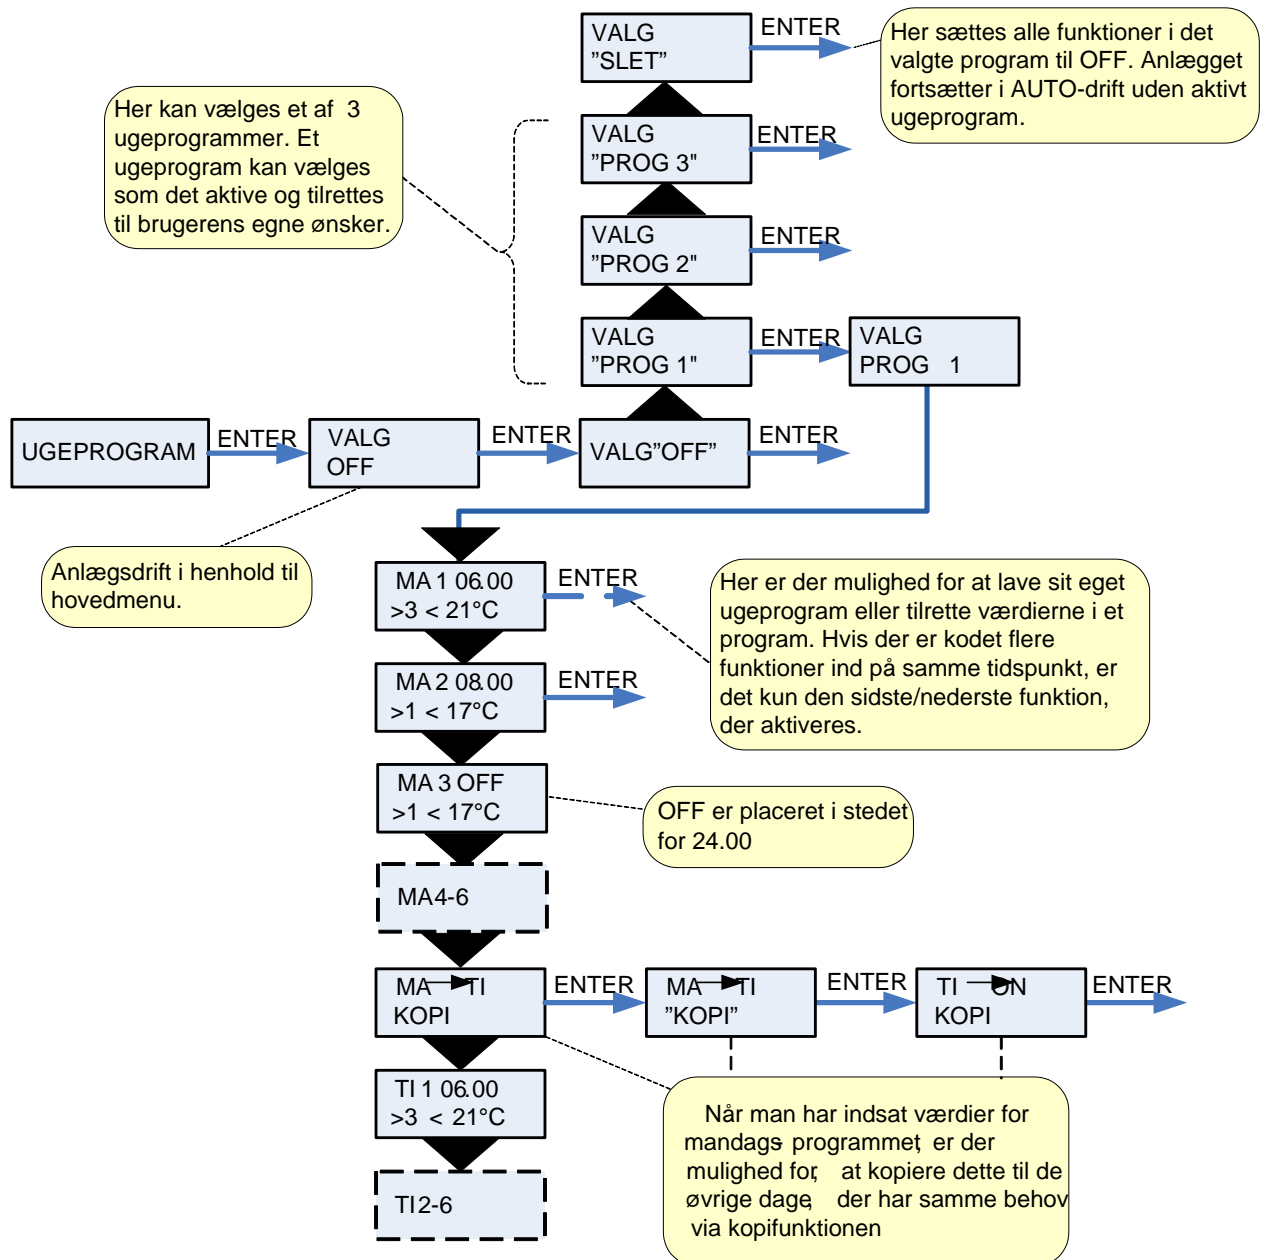 VALG
"SLET"
ENTER
Her sættes alle funktioner i det
valgte program til OFF. Anlægget
fortsætter i AUTO-drift uden aktivt
ugeprogram.
Her kan vælges et af 3
ugeprogrammer. Et
ugeprogram kan vælges
som det aktive og tilrettes
til brugerens egne ønsker.
VALG
"PROG 3"
ENTER
VALG
"PROG 2"
ENTER
VALG
"PROG 1"
ENTER
VALG
PROG 1
UGEPROGRAM
ENTER
VALG
OFF
ENTER
VALG"OFF"
ENTER
Anlægsdrift i henhold til
hovedmenu.
MA 1 06.00
>3 < 21°C
ENTER
Her er der mulighed for at lave sit eget
ugeprogram eller tilrette værdierne i et
program. Hvis der er kodet flere
funktioner ind på samme tidspunkt, er
det kun den sidste/nederste funktion,
der aktiveres.
MA 2 08.00
>1 < 17°C
ENTER
MA 3 OFF
>1 < 17°C
OFF er placeret i stedet
for 24.00
MA4-6
MA TI
KOPI
ENTER
MA TI
"KOPI"
ENTER
TI ON
KOPI
ENTER
TI 1 06.00
>3 < 21°C
Når man har indsat værdier for
mandags- programmet, er der
mulighed for, at kopiere dette til de
øvrige dage, der har samme behov
via kopifunktionen
TI2-6